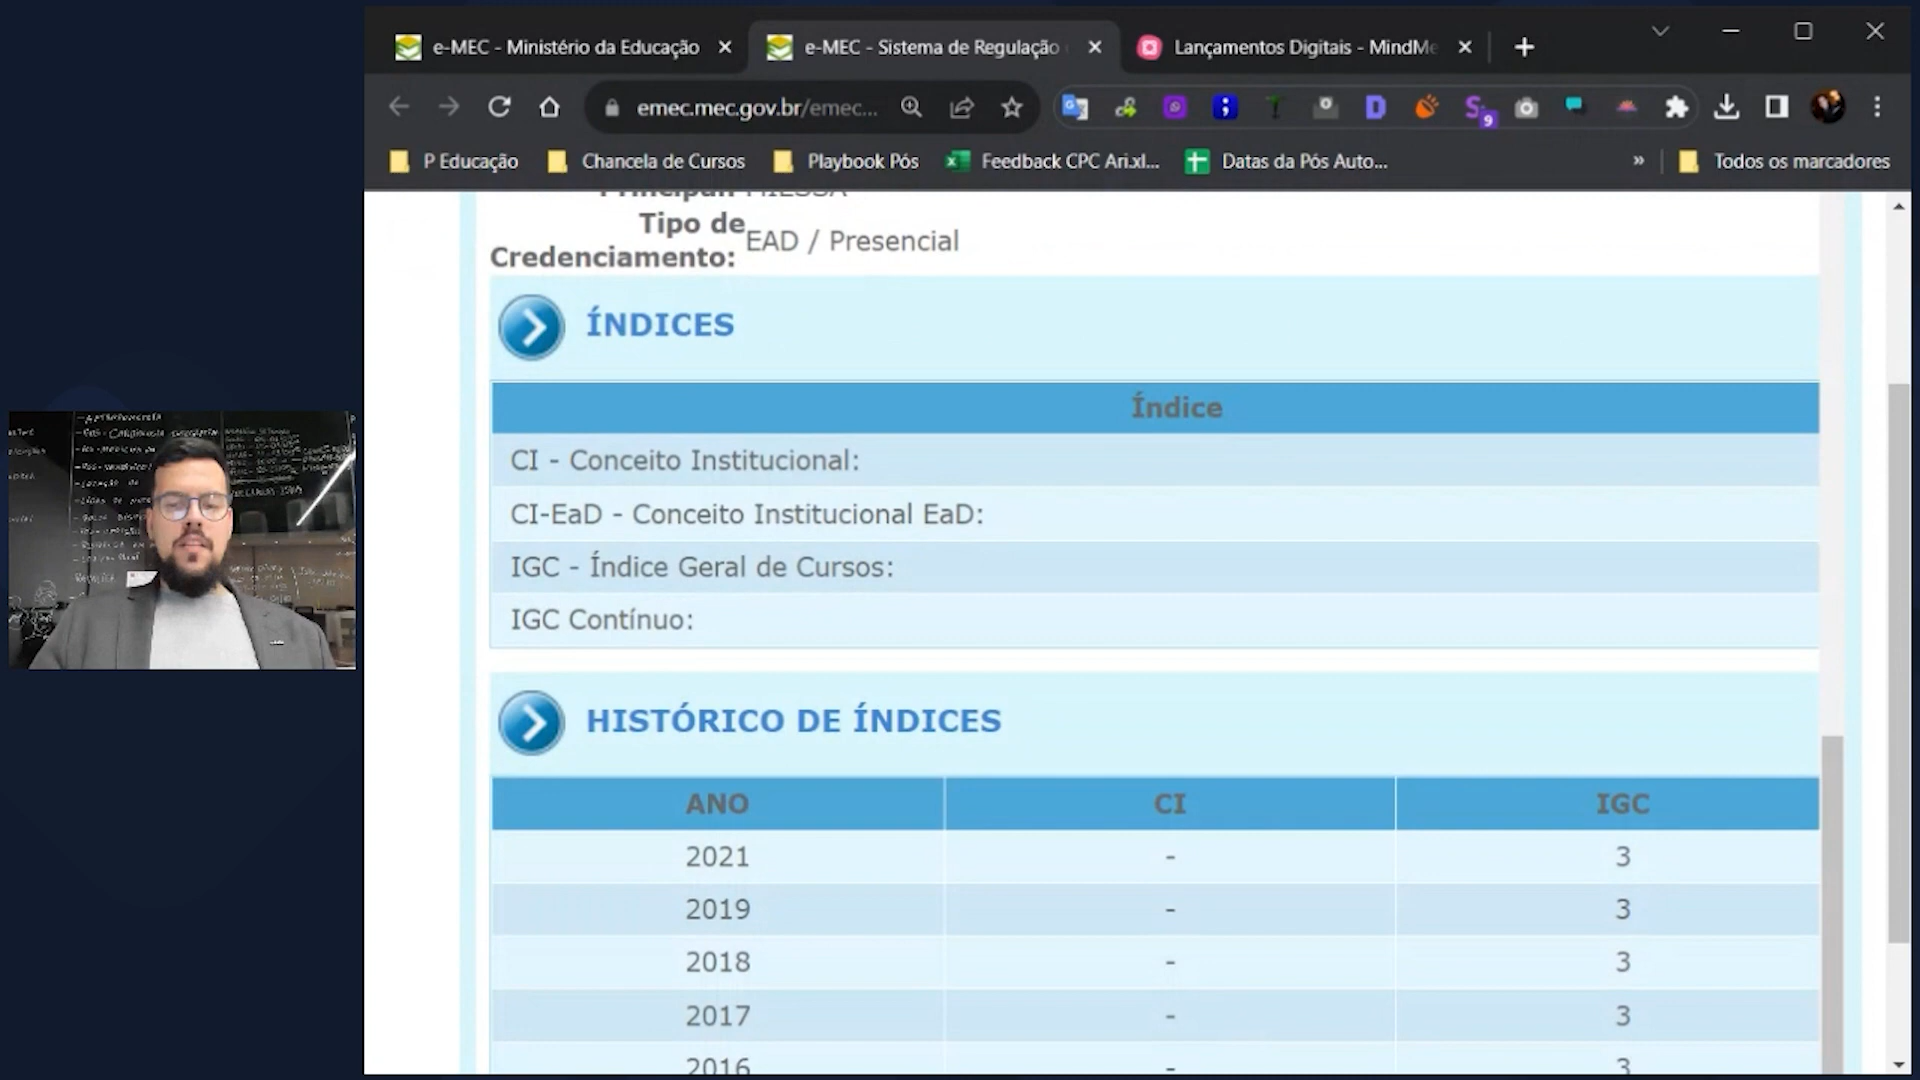 e-MEC - Ministério da Educação
e-MEC - Sistema de Regulação
Lançamentos Digitais - MindMe
emec.mec.gov.br/emec...
9
P Educação
Chancela de Cursos
Playbook Pós
Feedback CPC Ari.xl...
Datas da Pós Auto...
»
Todos os marcadores
Tipo de
Credenciamento:
EAD / Presencial
ÍNDICES
Índice
CI - Conceito Institucional:
CI-EaD - Conceito Institucional EaD:
IGC - Índice Geral de Cursos:
IGC Contínuo:
HISTÓRICO DE ÍNDICES
ANO CI IGC
2021 - 3
2019 - 3
2018 - 3
2017 - 3
2016 - 3